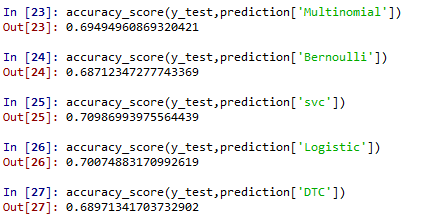 In [23]: accuracy_score(y_test,prediction['Multinomial'])
Out[23]: 0.69494960869320421
In [24]: accuracy_score(y_test,prediction['Bernoulli'])
Out[24]: 0.68712347277743369
In [25]: accuracy_score(y_test,prediction['svc'])
Out[25]: 0.70986993975564439
In [26]: accuracy_score(y_test,prediction['Logistic'])
Out[26]: 0.70074883170992619
In [27]: accuracy_score(y_test,prediction['DTC'])
Out[27]: 0.68971341703732902